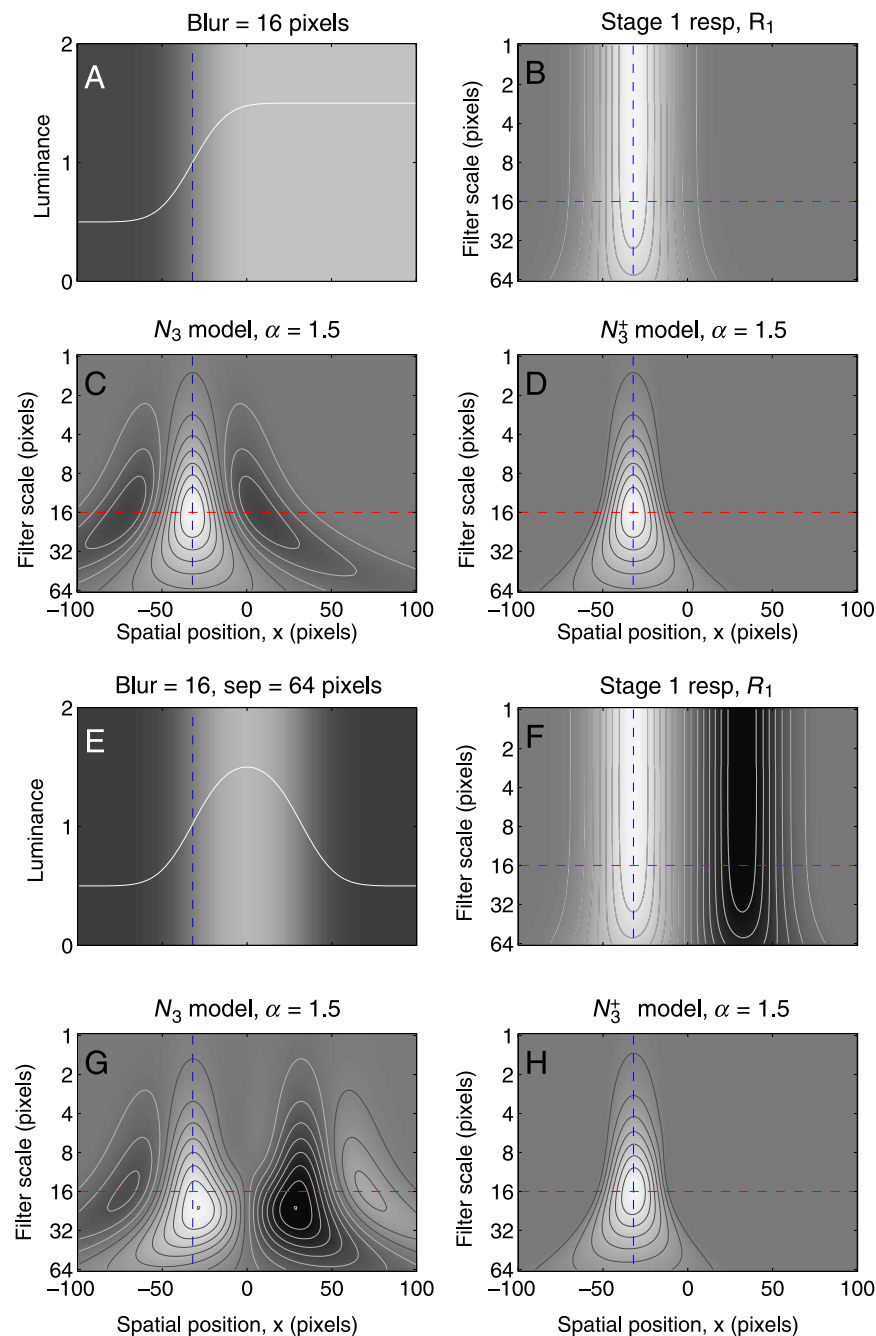 Blur = 16 pixels
A
Luminance
2
1
0
Stage 1 resp, R₁
B
Filter scale (pixels)
1
2
4
8
16
32
64
N₃ model, α = 1.5
C
Filter scale (pixels)
1
2
4
8
16
32
64
−100 −50 0 50 100
Spatial position, x (pixels)
N₃⁺ model, α = 1.5
D
Filter scale (pixels)
1
2
4
8
16
32
64
−100 −50 0 50 100
Spatial position, x (pixels)
Blur = 16, sep = 64 pixels
E
Luminance
2
1
0
Stage 1 resp, R₁
F
Filter scale (pixels)
1
2
4
8
16
32
64
N₃ model, α = 1.5
G
Filter scale (pixels)
1
2
4
8
16
32
64
−100 −50 0 50 100
Spatial position, x (pixels)
N₃⁺ model, α = 1.5
H
Filter scale (pixels)
1
2
4
8
16
32
64
−100 −50 0 50 100
Spatial position, x (pixels)